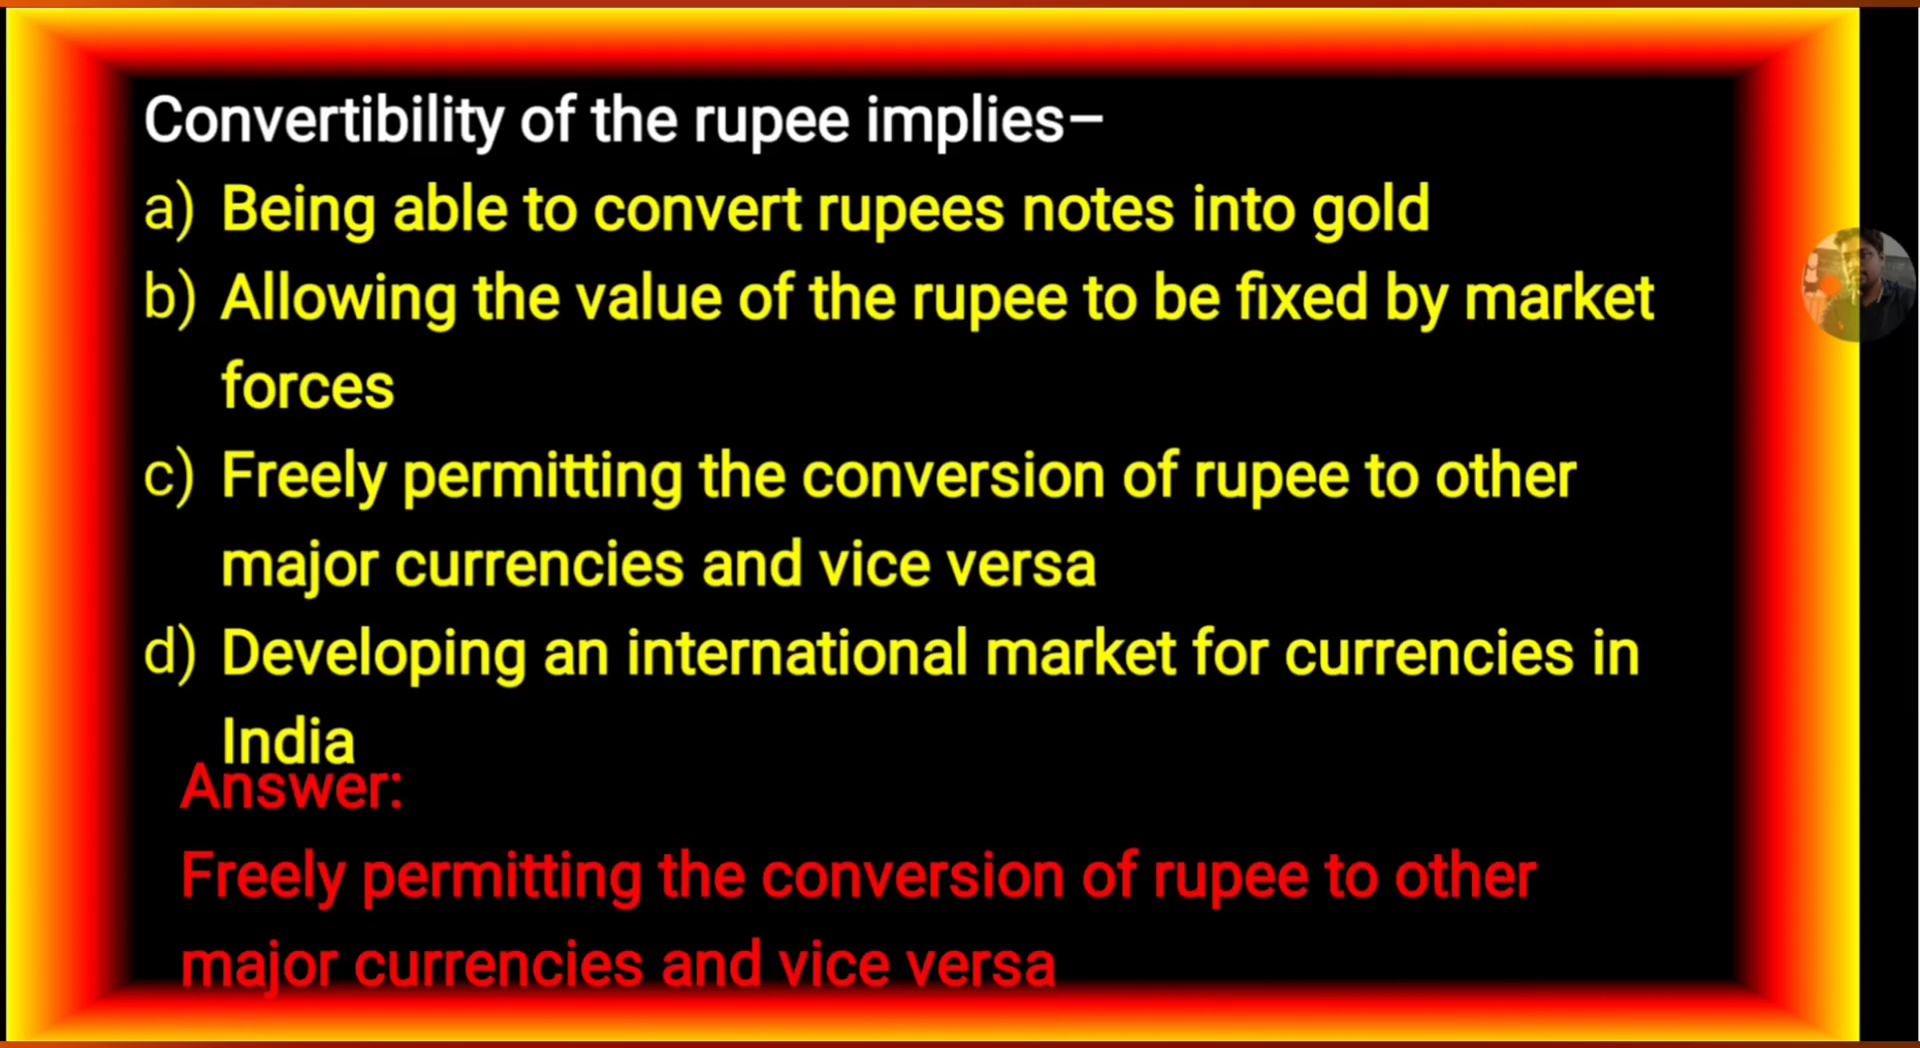 Convertibility of the rupee implies–
a) Being able to convert rupees notes into gold
b) Allowing the value of the rupee to be fixed by market
forces
c) Freely permitting the conversion of rupee to other
major currencies and vice versa
d) Developing an international market for currencies in
India
Answer:
Freely permitting the conversion of rupee to other
major currencies and vice versa